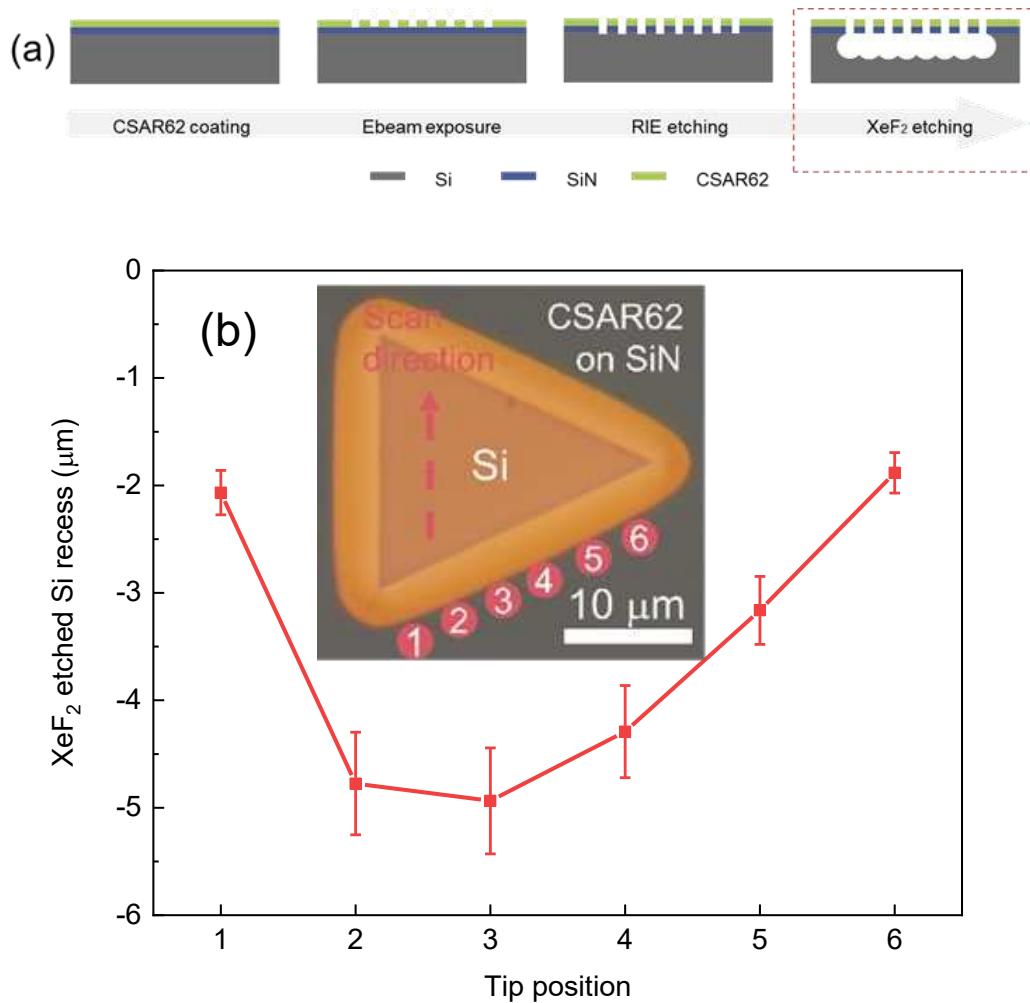 (a)
CSAR62 coating Ebeam exposure RIE etching XeF₂ etching
Si SiN CSAR62
(b)
Scan
direction
CSAR62
on SiN
Si
1 2 3 4 5 6
10 μm
0
-1
-2
-3
-4
-5
-6
XeF₂ etched Si recess (μm)
1 2 3 4 5 6
Tip position